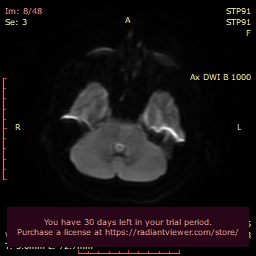 Im: 8/48
STP91
Se: 3
STP91
F
A
Ax DWI B 1000
R
L
You have 30 days left in your trial period.
Purchase a license at https://radiantviewer.com/store/